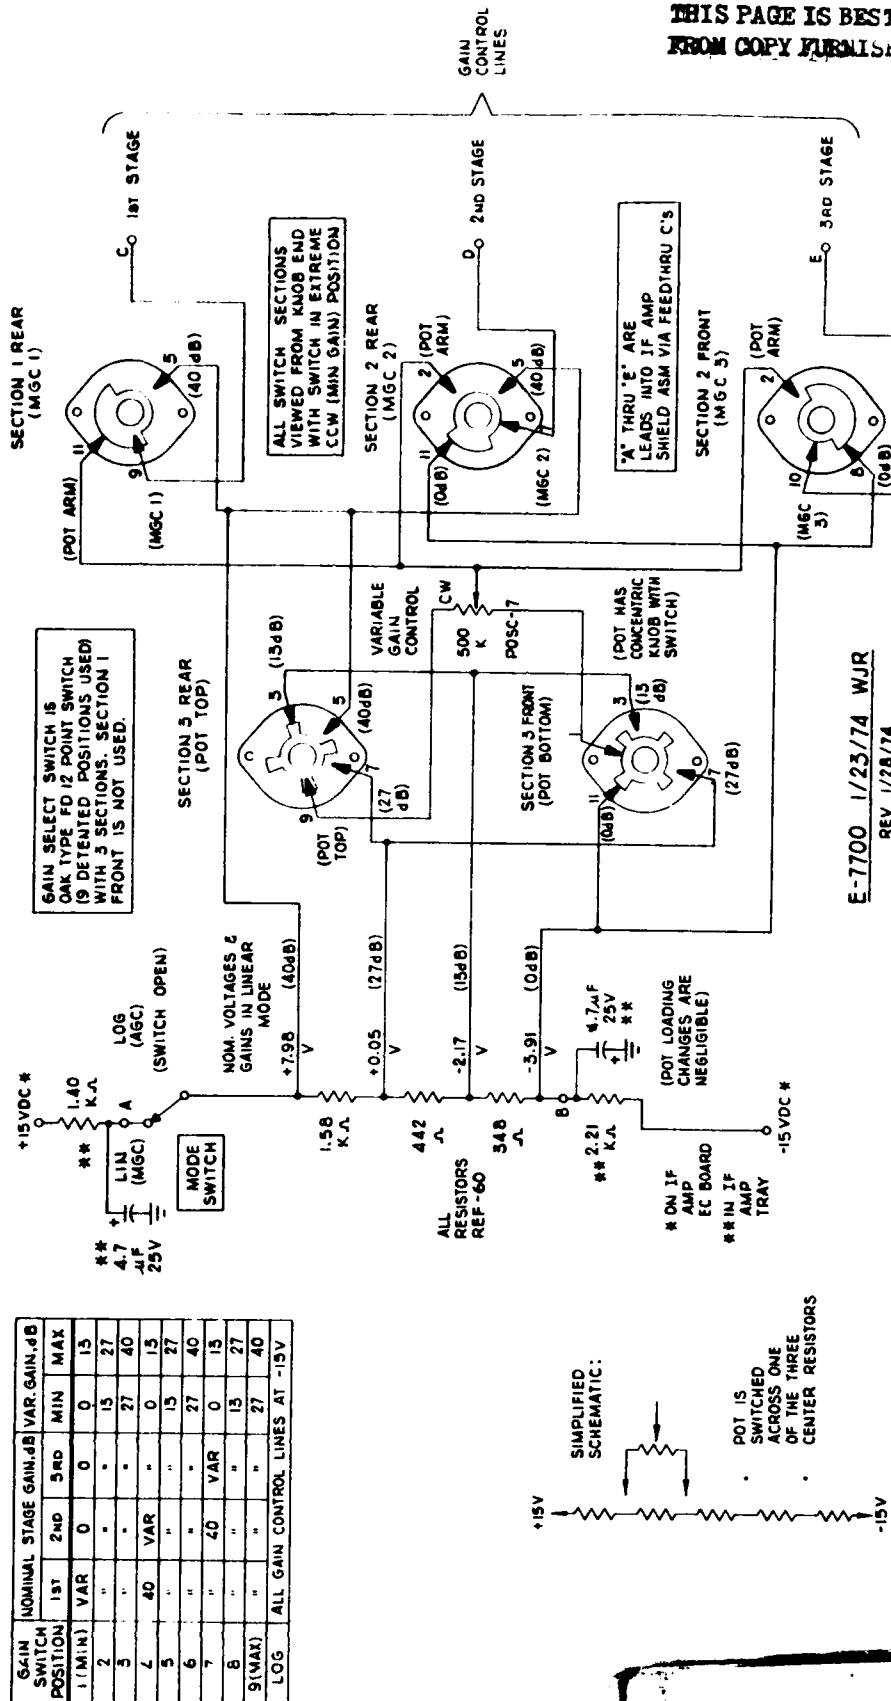 THIS PAGE IS BEST
FROM COPY FURNISH
GAIN
SWITCH
POSITION
NOMINAL STAGE GAIN,dB
VAR. GAIN,dB
1ST 2ND 3RD MIN MAX
1 (MIN) VAR 0 0 0 13
2 " " " 13 27
3 " " " 27 40
4 40 VAR " 0 13
5 " " " 13 27
6 " " " 27 40
7 " 40 VAR 0 13
8 " " " 13 27
9 (MAX) " " " 27 40
LOG ALL GAIN CONTROL LINES AT -15V
SIMPLIFIED
SCHEMATIC:
+15V
-15V
POT IS
SWITCHED
ACROSS ONE
OF THE THREE
CENTER RESISTORS
+15VDC *
**
1.40
KΩ
**
4.7
μF
25V
+
A
LIN
(MGC)
LOG
(AGC)
(SWITCH OPEN)
MODE
SWITCH
NOM. VOLTAGES &
GAINS IN LINEAR
MODE
+7.98
V
(40dB)
1.58
KΩ
+0.05
V
(27dB)
442
Ω
-2.17
V
(13dB)
348
Ω
-3.91
V
(0dB)
ALL
RESISTORS
REF-60
B
** 2.21
KΩ
4.7μF
25V
**
+
(POT LOADING
CHANGES ARE
NEGLIGIBLE)
-15VDC *
* ON IF
AMP
EC BOARD
** IN IF
AMP
TRAY
GAIN SELECT SWITCH IS
OAK TYPE FD 12 POINT SWITCH
(9 DETENTED POSITIONS USED)
WITH 3 SECTIONS. SECTION 1
FRONT IS NOT USED.
SECTION 3 REAR
(POT TOP)
3
(13dB)
5
(40dB)
7
(27
dB)
9
(POT
TOP)
VARIABLE
GAIN
CONTROL
CW
500
K
POSC-7
(POT HAS
CONCENTRIC
KNOB WITH
SWITCH)
SECTION 3 FRONT
(POT BOTTOM)
11
(0dB)
3
(13
dB)
7
(27dB)
E-7700 1/23/74 WJR
REV 1/28/74
SECTION 1 REAR
(MGC 1)
11
(POT ARM)
9
(MGC 1)
5
(40dB)
C
1ST STAGE
ALL SWITCH SECTIONS
VIEWED FROM KNOB END
WITH SWITCH IN EXTREME
CCW (MIN GAIN) POSITION
SECTION 2 REAR
(MGC 2)
2 (POT
ARM)
11
(0dB)
5
(40dB)
(MGC 2)
D
2ND STAGE
"A" THRU "E" ARE
LEADS INTO IF AMP
SHIELD ASM VIA FEEDTHRU C's
SECTION 2 FRONT
(MGC 3)
2
(POT
ARM)
10
(MGC
3)
8
(0dB)
E
3RD STAGE
GAIN
CONTROL
LINES